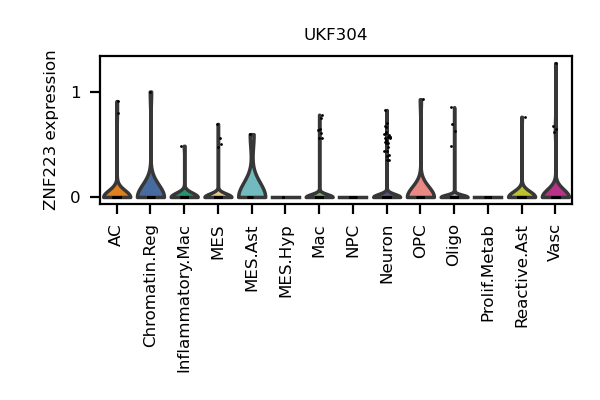 UKF304
ZNF223 expression
1
0
AC
Chromatin.Reg
Inflammatory.Mac
MES
MES.Ast
MES.Hyp
Mac
NPC
Neuron
OPC
Oligo
Prolif.Metab
Reactive.Ast
Vasc